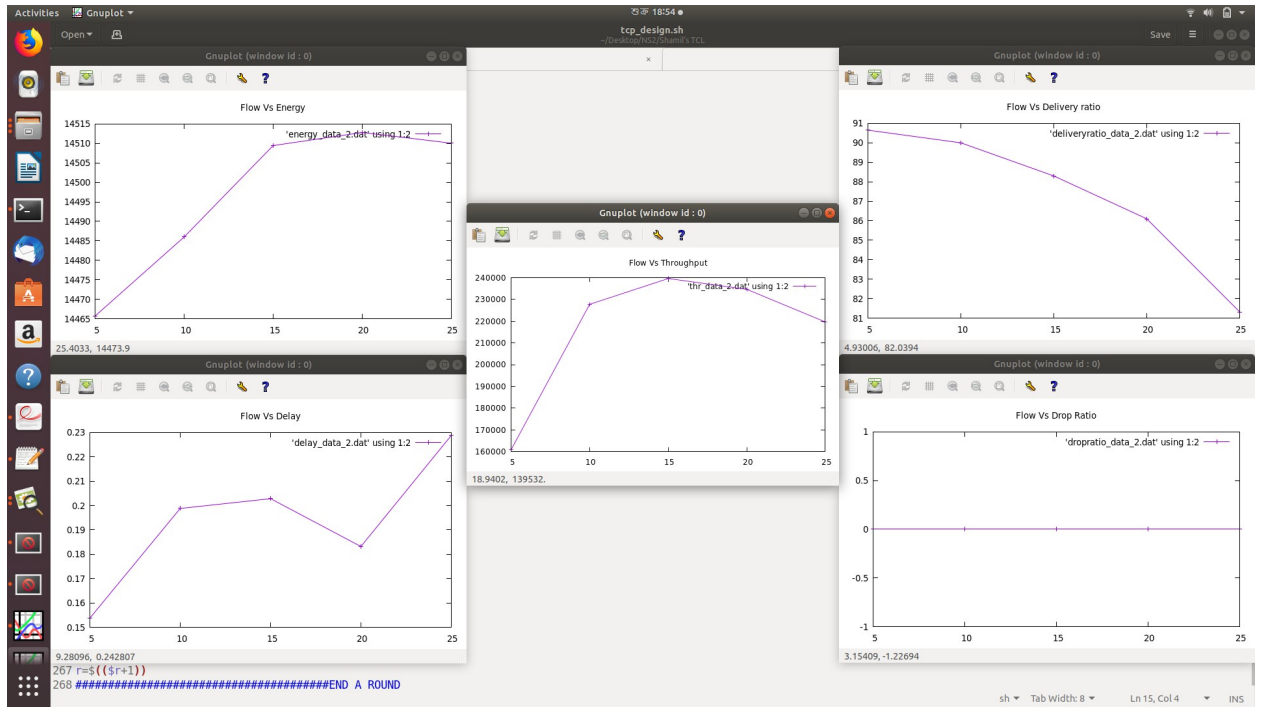 Activities Gnuplot শুক্র 18:54
Open tcp_design.sh Save
~/Desktop/NS2/Shamil's TCL
Gnuplot (window id : 0)
Flow Vs Energy
'energy_data_2.dat' using 1:2
14515
14510
14505
14500
14495
14490
14485
14480
14475
14470
14465
5 10 15 20 25
25.4033, 14473.9
Gnuplot (window id : 0)
Flow Vs Delay
'delay_data_2.dat' using 1:2
0.23
0.22
0.21
0.2
0.19
0.18
0.17
0.16
0.15
5 10 15 20 25
9.28096, 0.242807
Gnuplot (window id : 0)
Flow Vs Throughput
'thr_data_2.dat' using 1:2
240000
230000
220000
210000
200000
190000
180000
170000
160000
5 10 15 20 25
18.9402, 139532.
Gnuplot (window id : 0)
Flow Vs Delivery ratio
'deliveryratio_data_2.dat' using 1:2
91
90
89
88
87
86
85
84
83
82
81
5 10 15 20 25
4.93006, 82.0394
Gnuplot (window id : 0)
Flow Vs Drop Ratio
'dropratio_data_2.dat' using 1:2
1
0.5
0
-0.5
-1
5 10 15 20 25
3.15409, -1.22694
267 r=$(($r+1))
268 #######################################END A ROUND
sh Tab Width: 8 Ln 15, Col 4 INS